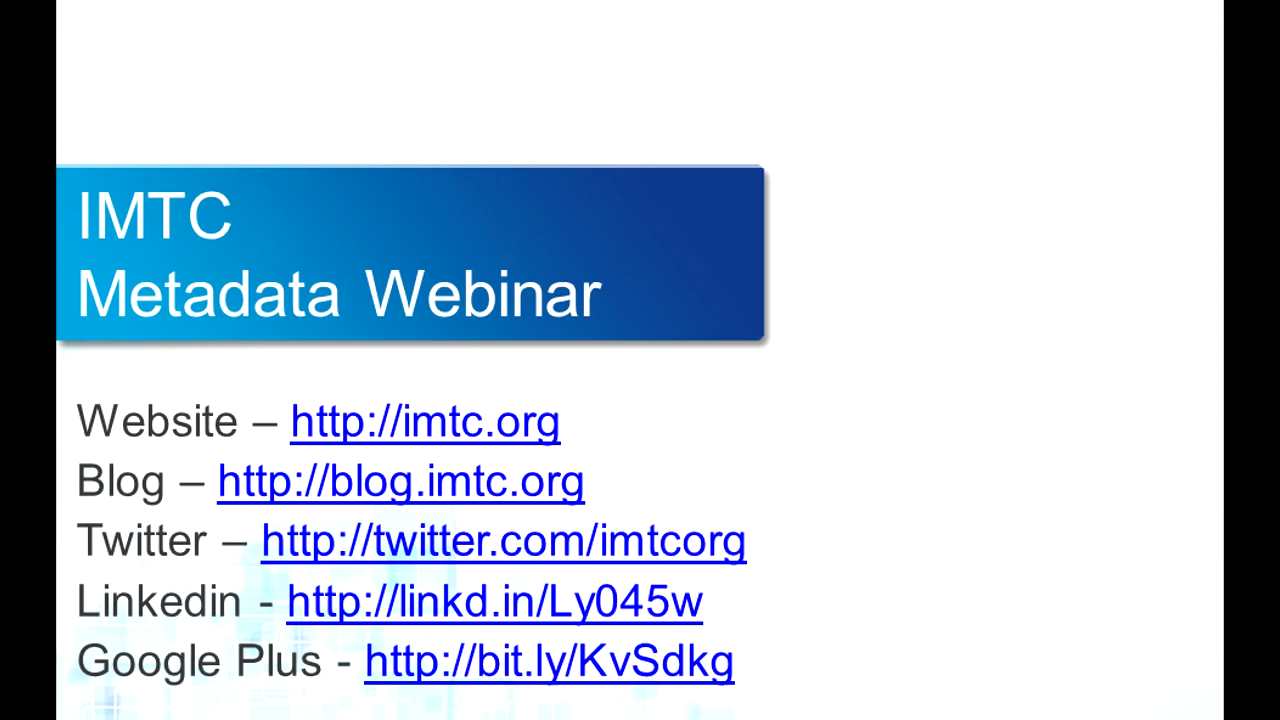 IMTC
Metadata Webinar
Website – http://imtc.org
Blog – http://blog.imtc.org
Twitter – http://twitter.com/imtcorg
Linkedin - http://linkd.in/Ly045w
Google Plus - http://bit.ly/KvSdkg